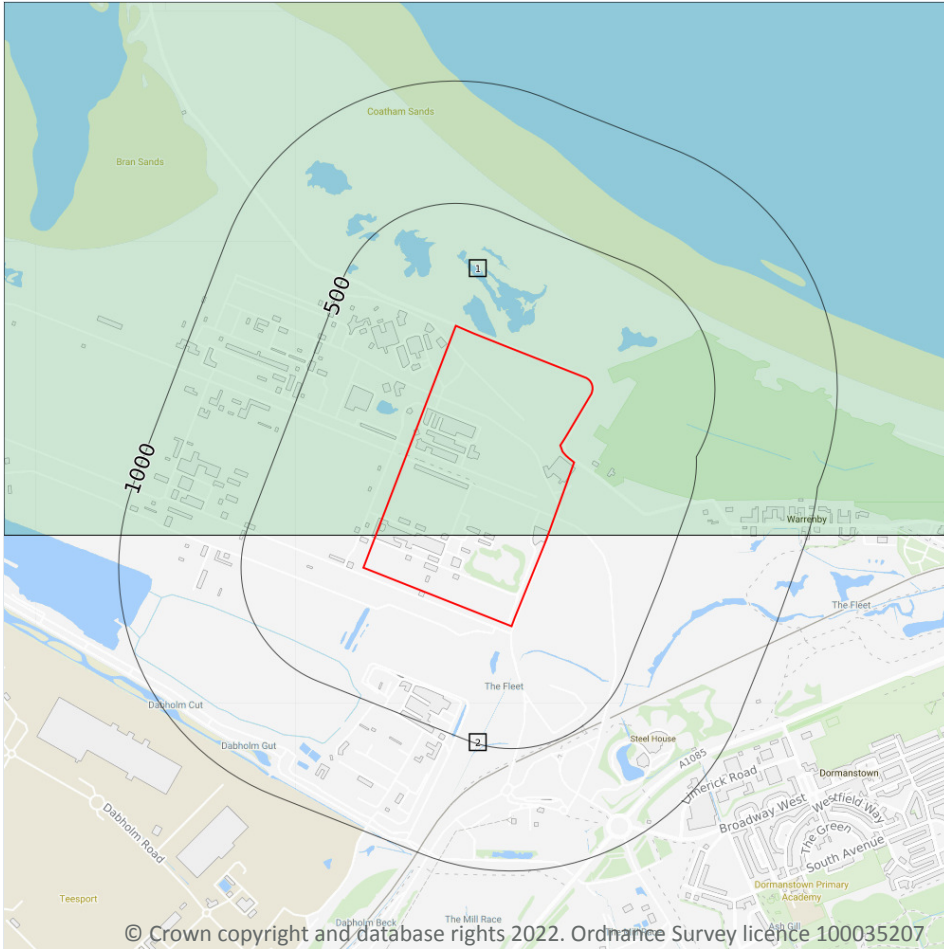 Coatham Sands
Bran Sands
1
500
1000
Warrenby
The Fleet
The Fleet
Dabholm Cut
Steel House
2
Dabholm Gut
A1085
Dormanstown
Limerick Road
Westfield Way
Broadway West
The Green
Dabholm Road
South Avenue
Dormanstown Primary
Academy
Teesport
Dabholm Beck
The Mill Race
Ash Gill
© Crown copyright and database rights 2022. Ordnance Survey licence 100035207.